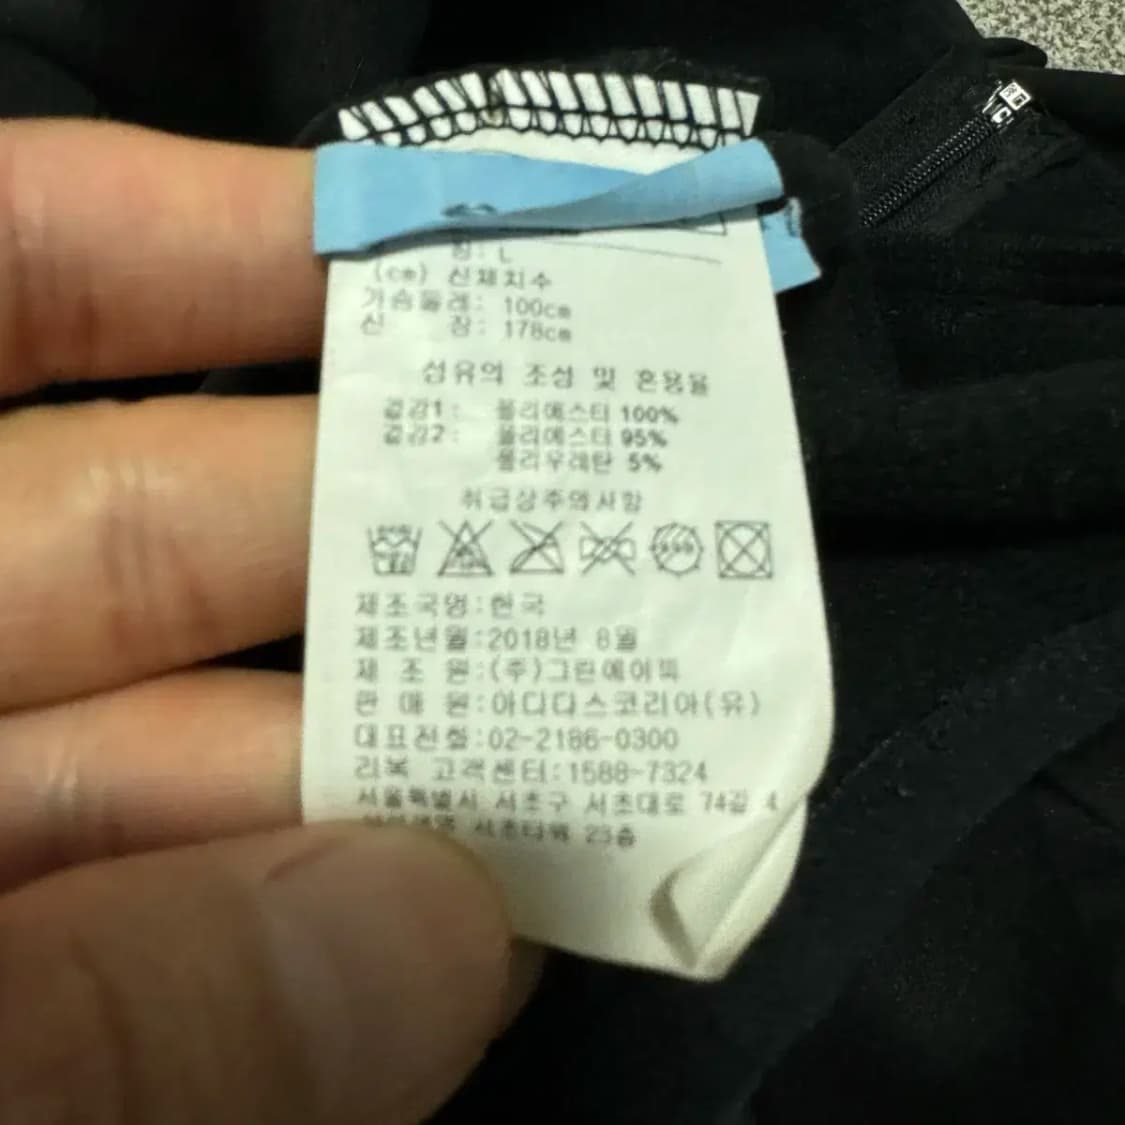 칭: L
(cm) 신체치수
가슴둘레: 100cm
신 장: 178cm
섬유의 조성 및 혼용율
겉감1: 폴리에스터 100%
겉감2: 폴리에스터 95%
폴리우레탄 5%
취급상주의사항
제조국명:한국
제조년월:2018년 8월
제 조 원:(주)그린에이픽
판 매 원:아디다스코리아(유)
대표전화:02-2186-0300
리복 고객센터:1588-7324
서울특별시 서초구 서초대로 74길 4
서초타워 23층